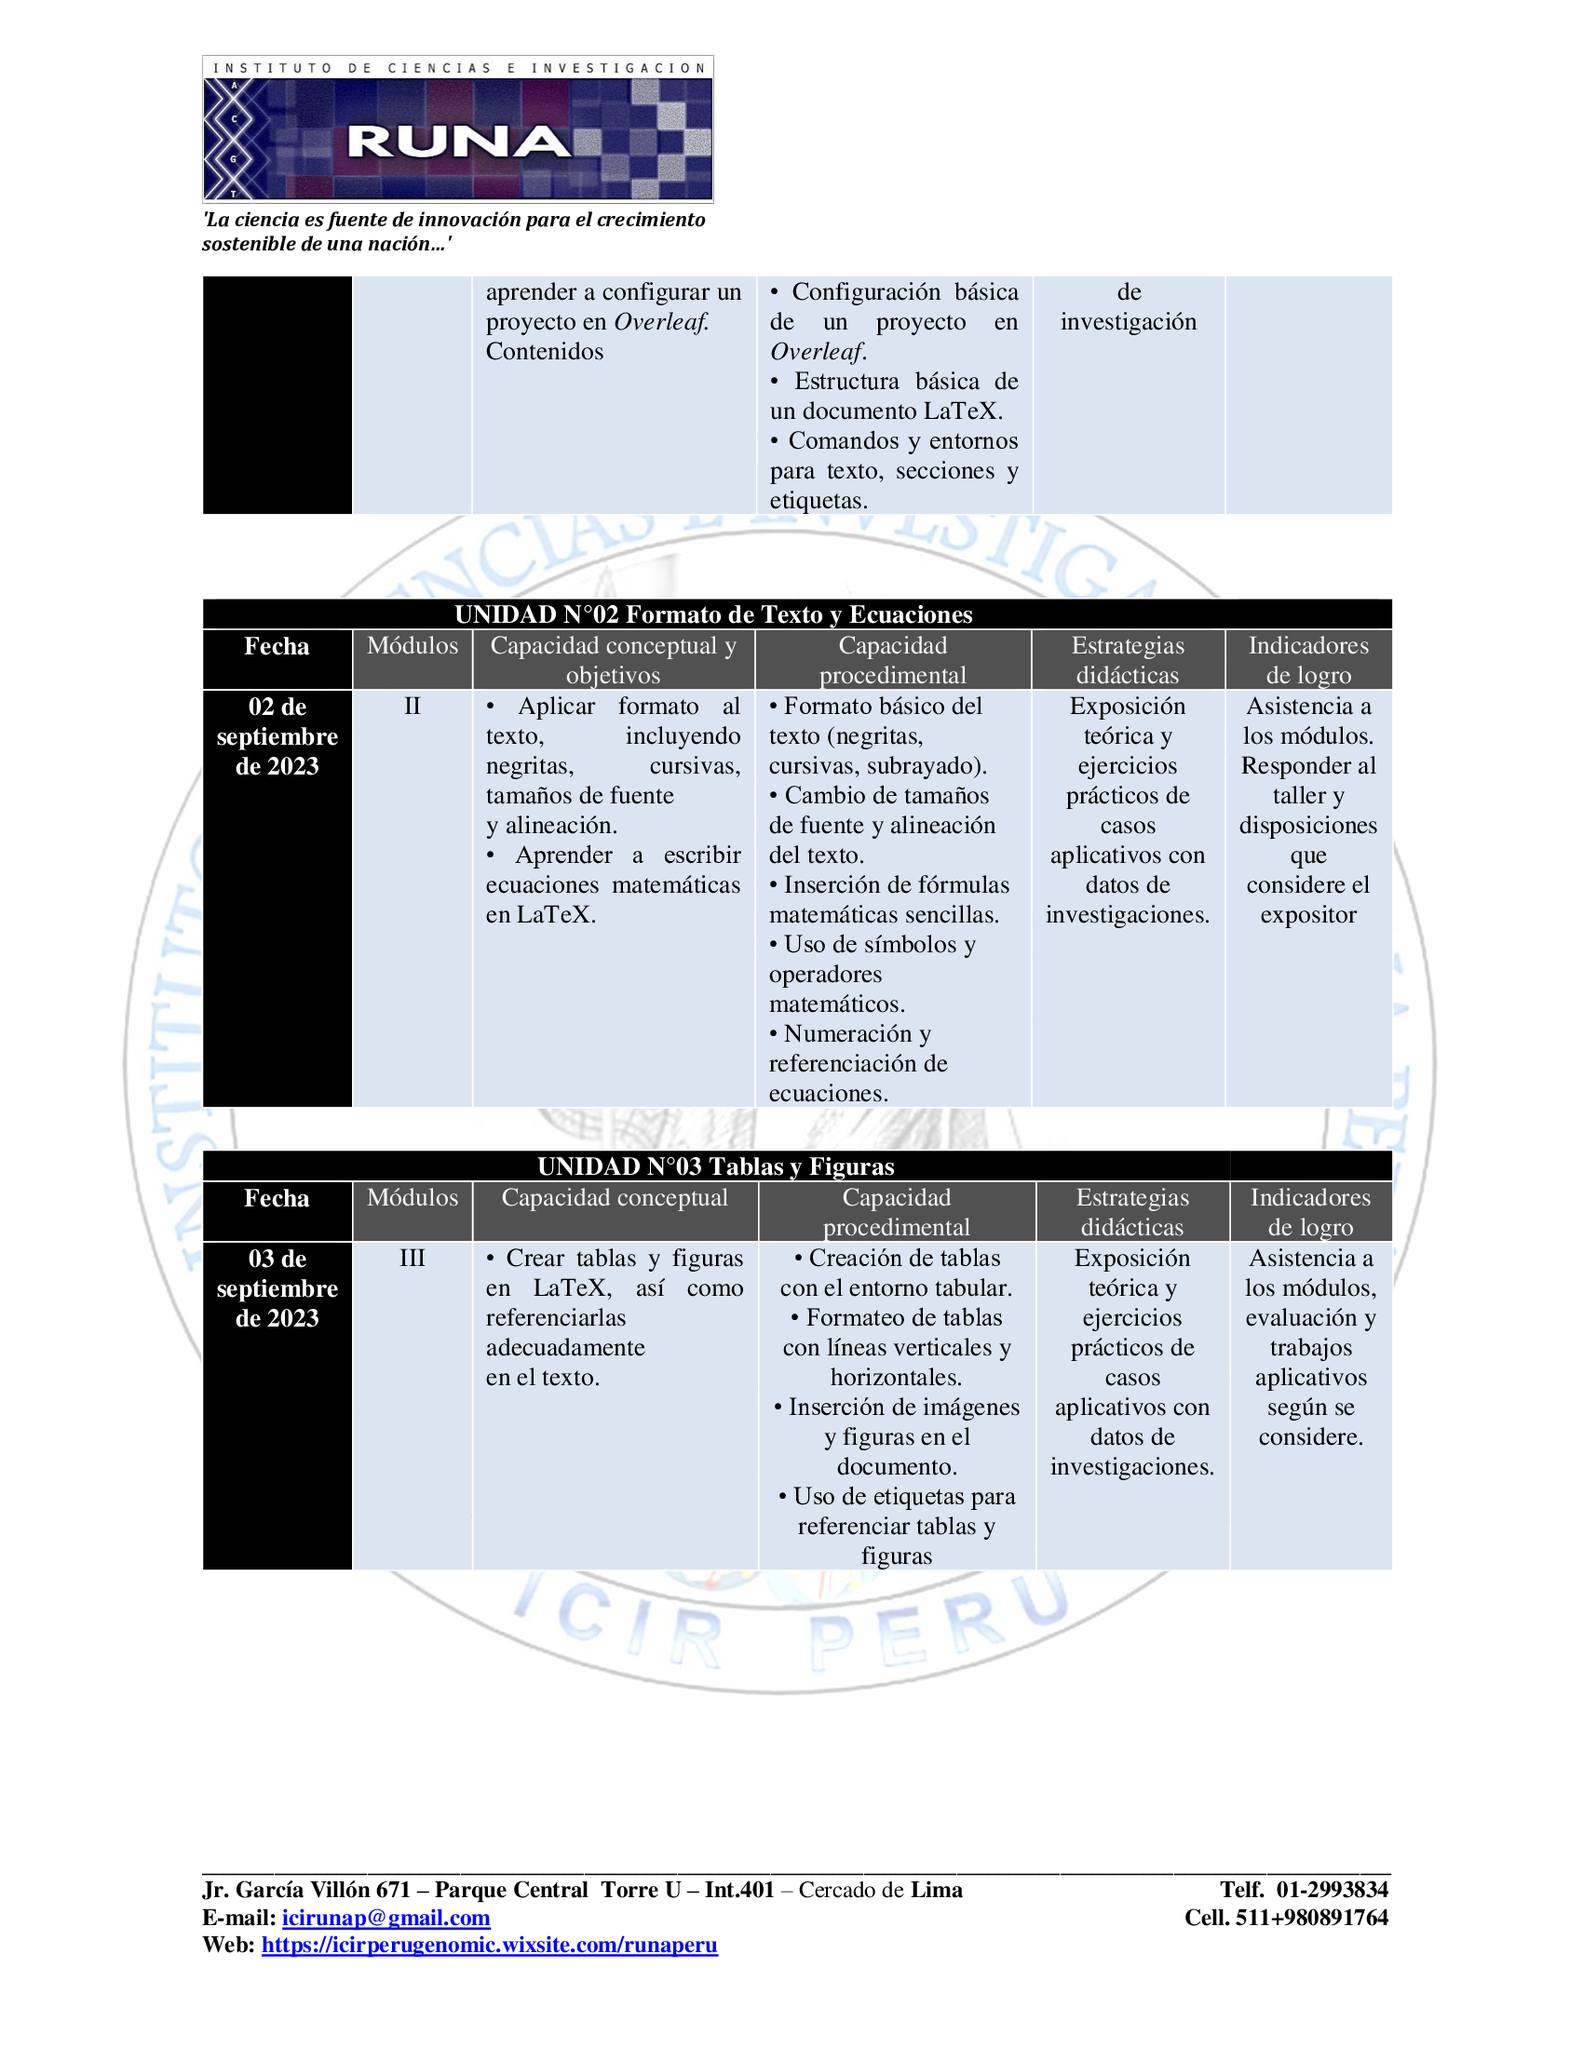 INSTITUTO DE CIENCIAS E INVESTIGACION
A
C
G
T
RUNA
'La ciencia es fuente de innovación para el crecimiento
sostenible de una nación...'
aprender a configurar un
proyecto en Overleaf.
Contenidos
• Configuración básica
de un proyecto en
Overleaf.
• Estructura básica de
un documento LaTeX.
• Comandos y entornos
para texto, secciones y
etiquetas.
de
investigación
UNIDAD N°02 Formato de Texto y Ecuaciones
Fecha
Módulos
Capacidad conceptual y
objetivos
Capacidad
procedimental
Estrategias
didácticas
Indicadores
de logro
02 de
septiembre
de 2023
II
• Aplicar formato al
texto, incluyendo
negritas, cursivas,
tamaños de fuente
y alineación.
• Aprender a escribir
ecuaciones matemáticas
en LaTeX.
• Formato básico del
texto (negritas,
cursivas, subrayado).
• Cambio de tamaños
de fuente y alineación
del texto.
• Inserción de fórmulas
matemáticas sencillas.
• Uso de símbolos y
operadores
matemáticos.
• Numeración y
referenciación de
ecuaciones.
Exposición
teórica y
ejercicios
prácticos de
casos
aplicativos con
datos de
investigaciones.
Asistencia a
los módulos.
Responder al
taller y
disposiciones
que
considere el
expositor
UNIDAD N°03 Tablas y Figuras
Fecha
Módulos
Capacidad conceptual
Capacidad
procedimental
Estrategias
didácticas
Indicadores
de logro
03 de
septiembre
de 2023
III
• Crear tablas y figuras
en LaTeX, así como
referenciarlas
adecuadamente
en el texto.
• Creación de tablas
con el entorno tabular.
• Formateo de tablas
con líneas verticales y
horizontales.
• Inserción de imágenes
y figuras en el
documento.
• Uso de etiquetas para
referenciar tablas y
figuras
Exposición
teórica y
ejercicios
prácticos de
casos
aplicativos con
datos de
investigaciones.
Asistencia a
los módulos,
evaluación y
trabajos
aplicativos
según se
considere.
ICIR PERU
Jr. García Villón 671 – Parque Central Torre U – Int.401 – Cercado de Lima
Telf. 01-2993834
E-mail: icirunap@gmail.com
Cell. 511+980891764
Web: https://icirperugenomic.wixsite.com/runaperu